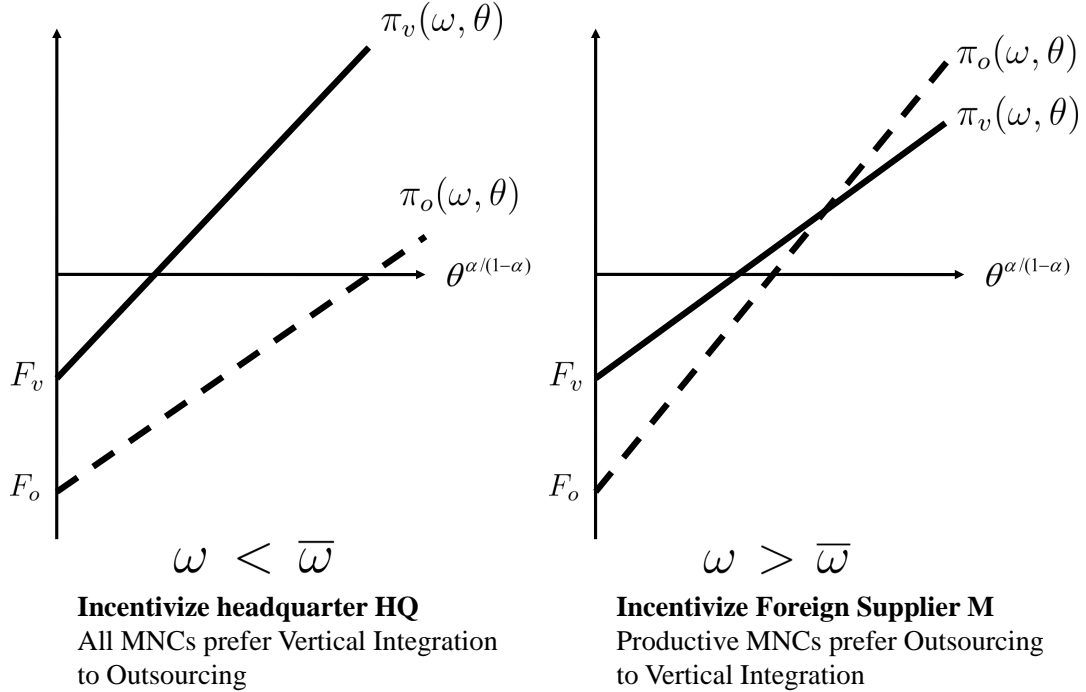 π_v(ω, θ)
π_o(ω, θ)
θ^{α/(1−α)}
F_v
F_o
ω < ω̅
Incentivize headquarter HQ
All MNCs prefer Vertical Integration
to Outsourcing
π_o(ω, θ)
π_v(ω, θ)
θ^{α/(1−α)}
F_v
F_o
ω > ω̅
Incentivize Foreign Supplier M
Productive MNCs prefer Outsourcing
to Vertical Integration